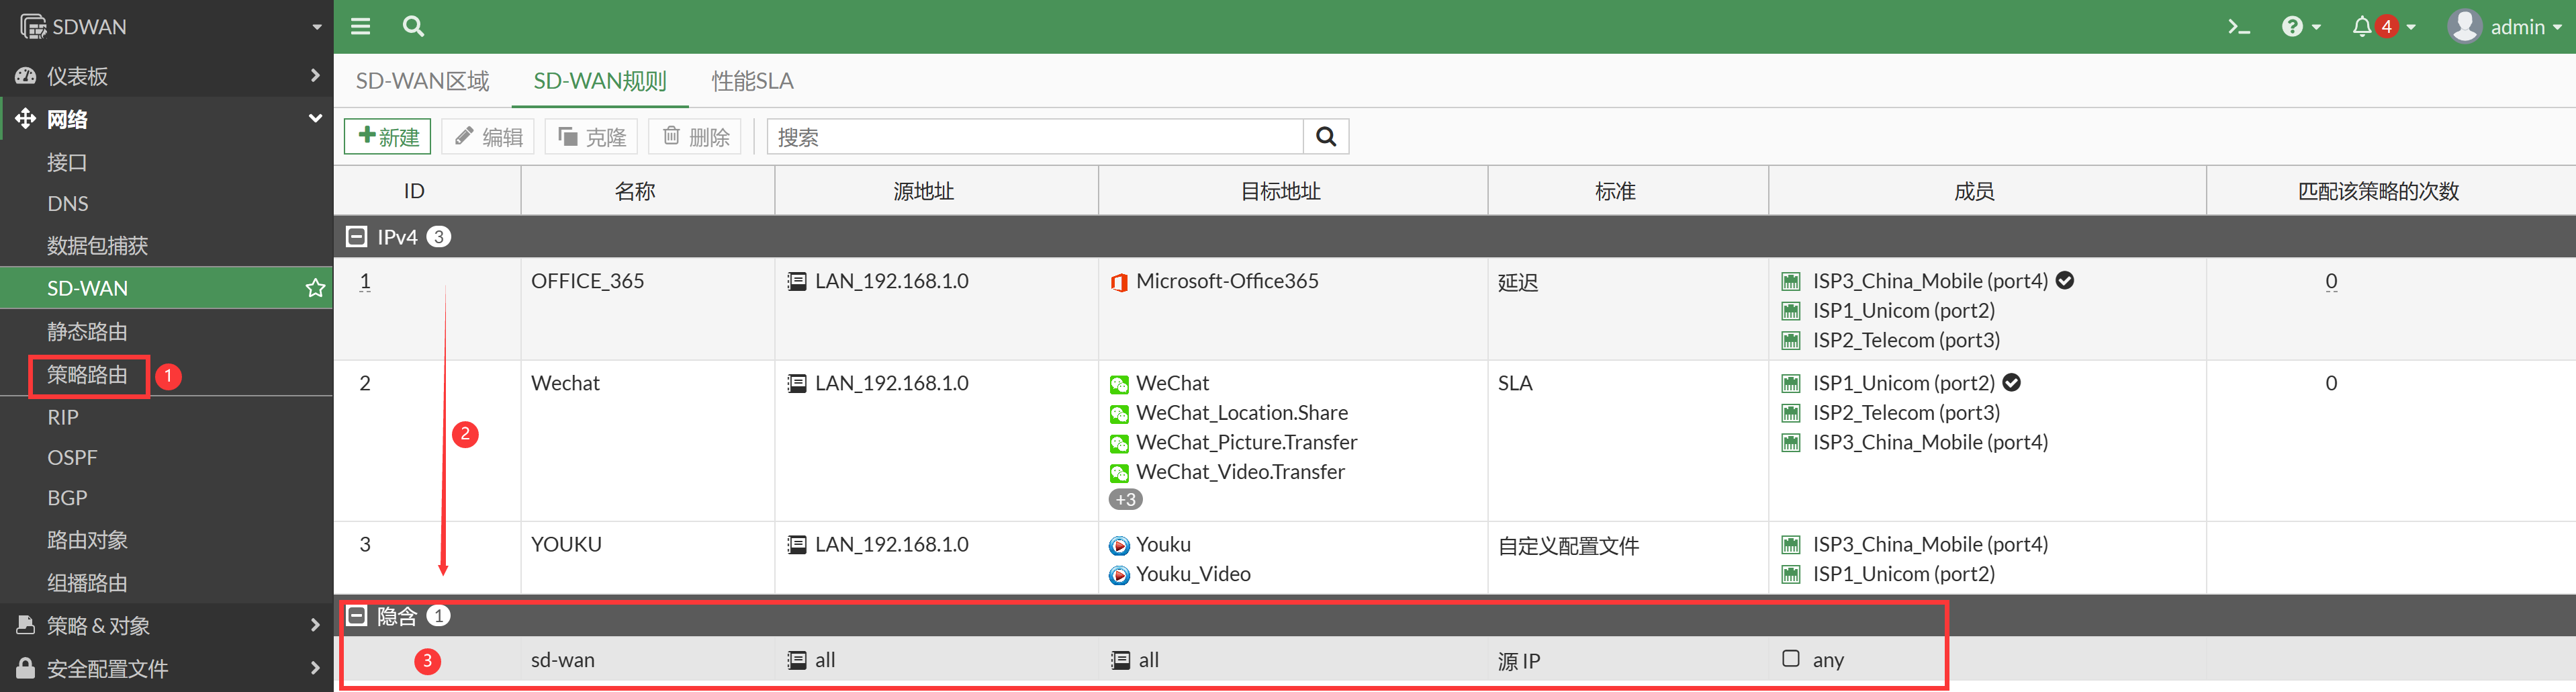 SDWAN
4
admin
仪表板
网络
接口
DNS
数据包捕获
SD-WAN
静态路由
策略路由
1
RIP
OSPF
BGP
路由对象
组播路由
策略 & 对象
安全配置文件
SD-WAN区域 SD-WAN规则 性能SLA
新建 编辑 克隆 删除 搜索
ID 名称 源地址 目标地址 标准 成员 匹配该策略的次数
IPv4 3
1 OFFICE_365 LAN_192.168.1.0 Microsoft-Office365 延迟 ISP3_China_Mobile (port4) 0
ISP1_Unicom (port2)
ISP2_Telecom (port3)
2 Wechat LAN_192.168.1.0 WeChat SLA ISP1_Unicom (port2) 0
WeChat_Location.Share ISP2_Telecom (port3)
2
WeChat_Picture.Transfer ISP3_China_Mobile (port4)
WeChat_Video.Transfer
+3
3 YOUKU LAN_192.168.1.0 Youku 自定义配置文件 ISP3_China_Mobile (port4)
Youku_Video ISP1_Unicom (port2)
隐含 1
3 sd-wan all all 源 IP any